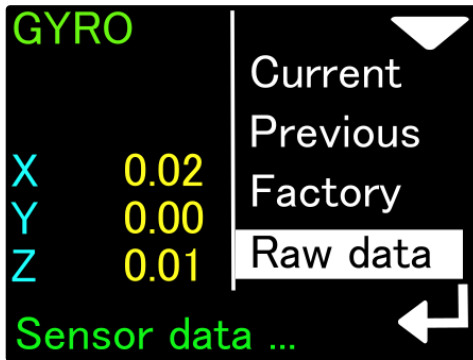 GYRO
X 0.02
Y 0.00
Z 0.01
Current
Previous
Factory
Raw data
Sensor data ...